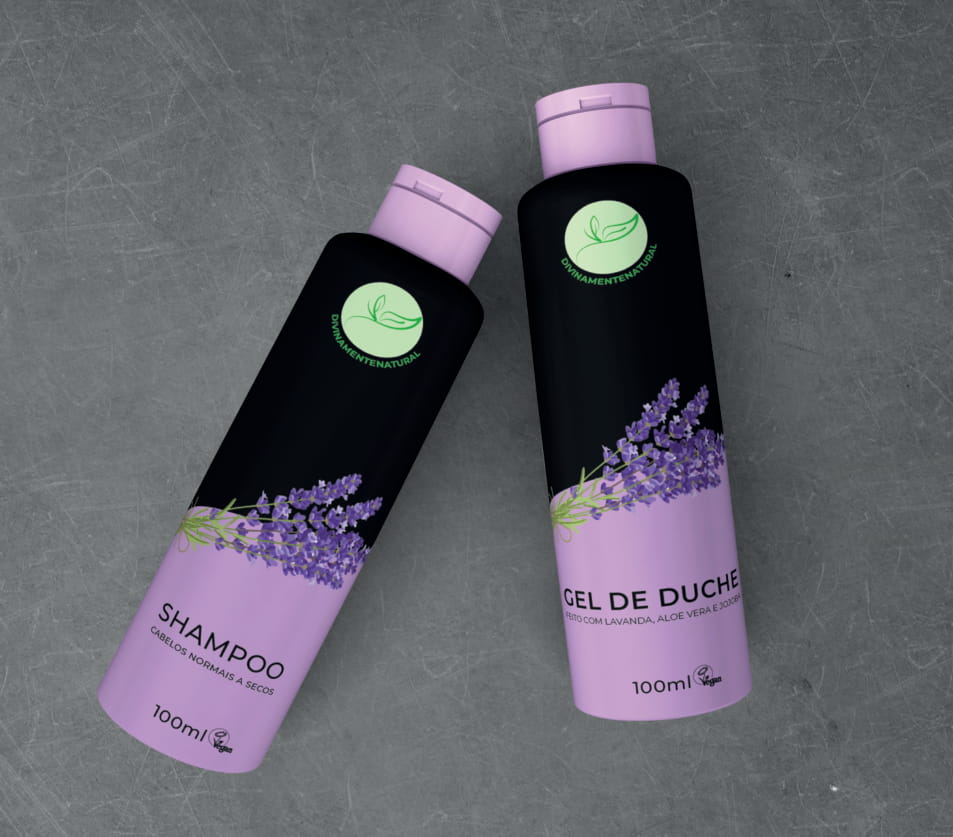 DIVINAMENTENATURAL
SHAMPOO
CABELOS NORMAIS A SECOS
100ml
Vegan
DIVINAMENTENATURAL
GEL DE DUCHE
FEITO COM LAVANDA, ALOE VERA E JOJOBA
100ml
Vegan